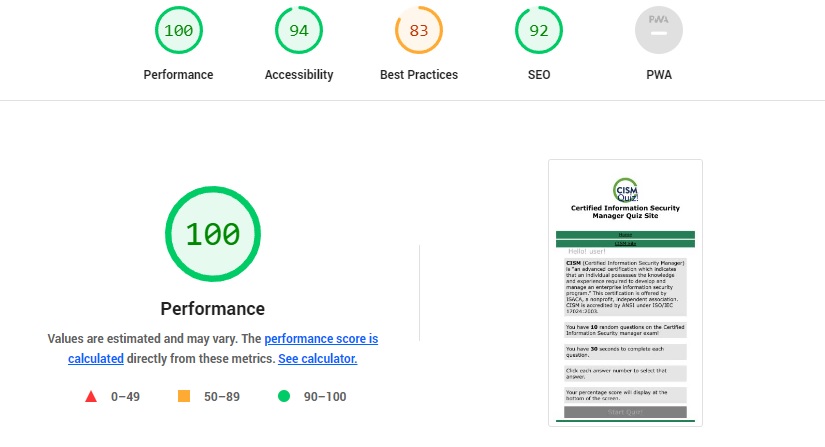 100
94
83
92
PWA
Performance
Accessibility
Best Practices
SEO
PWA
100
Performance
Values are estimated and may vary. The performance score is
calculated directly from these metrics. See calculator.
0–49
50–89
90–100
CISM
Quiz!
Certified Information Security
Manager Quiz Site
Home
CISM Info
Hello! user!
CISM (Certified Information Security Manager)
is "an advanced certification which indicates
that an individual possesses the knowledge
and experience required to develop and
manage an enterprise information security
program." This certification is offered by
ISACA, a nonprofit, independent association.
CISM is accredited by ANSI under ISO/IEC
17024:2003.
You have 10 random questions on the Certified
Information Security manager exam!
You have 30 seconds to complete each
question.
Click each answer number to select that
answer.
Your percentage score will display at the
bottom of the screen.
Start Quiz!